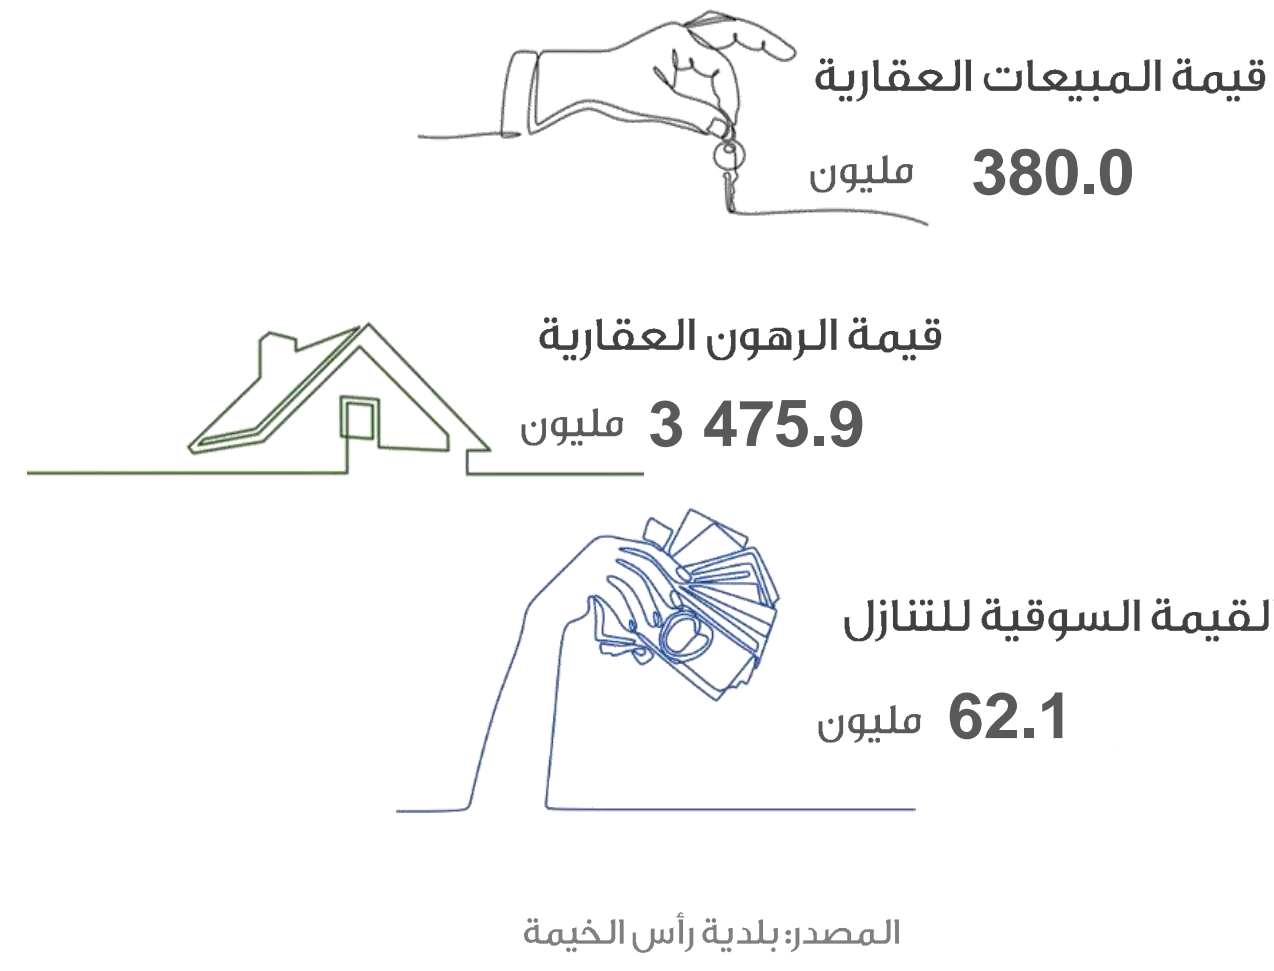 قيمة المبيعات العقارية
380.0 مليون
قيمة الرهون العقارية
3 475.9 مليون
لقيمة السوقية للتنازل
62.1 مليون
المصدر: بلدية رأس الخيمة